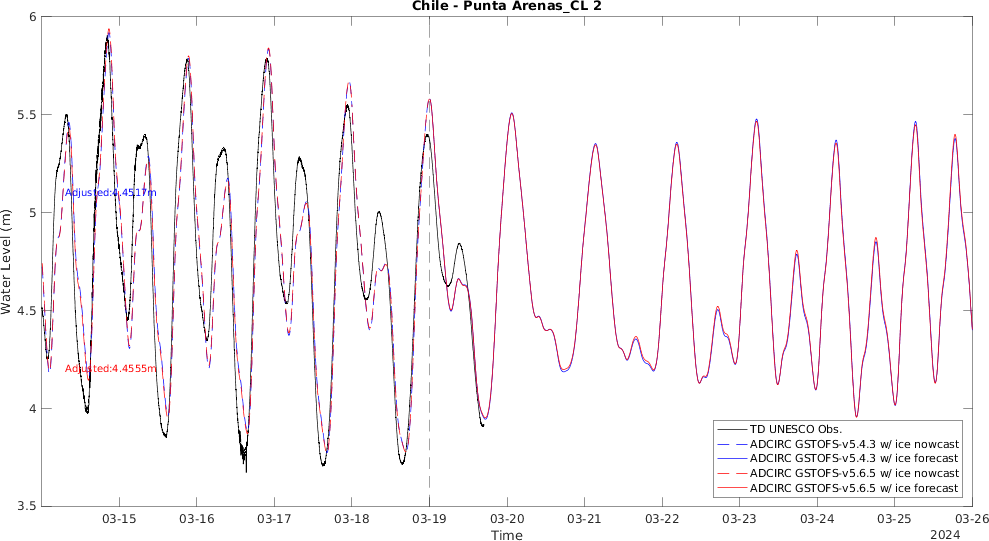 Chile - Punta Arenas_CL 2
6
5.5
5
4.5
4
3.5
Water Level (m)
Adjusted:4.4517m
Adjusted:4.4555m
TD UNESCO Obs.
ADCIRC GSTOFS-v5.4.3 w/ ice nowcast
ADCIRC GSTOFS-v5.4.3 w/ ice forecast
ADCIRC GSTOFS-v5.6.5 w/ ice nowcast
ADCIRC GSTOFS-v5.6.5 w/ ice forecast
03-15 03-16 03-17 03-18 03-19 03-20 03-21 03-22 03-23 03-24 03-25 03-26
Time
2024